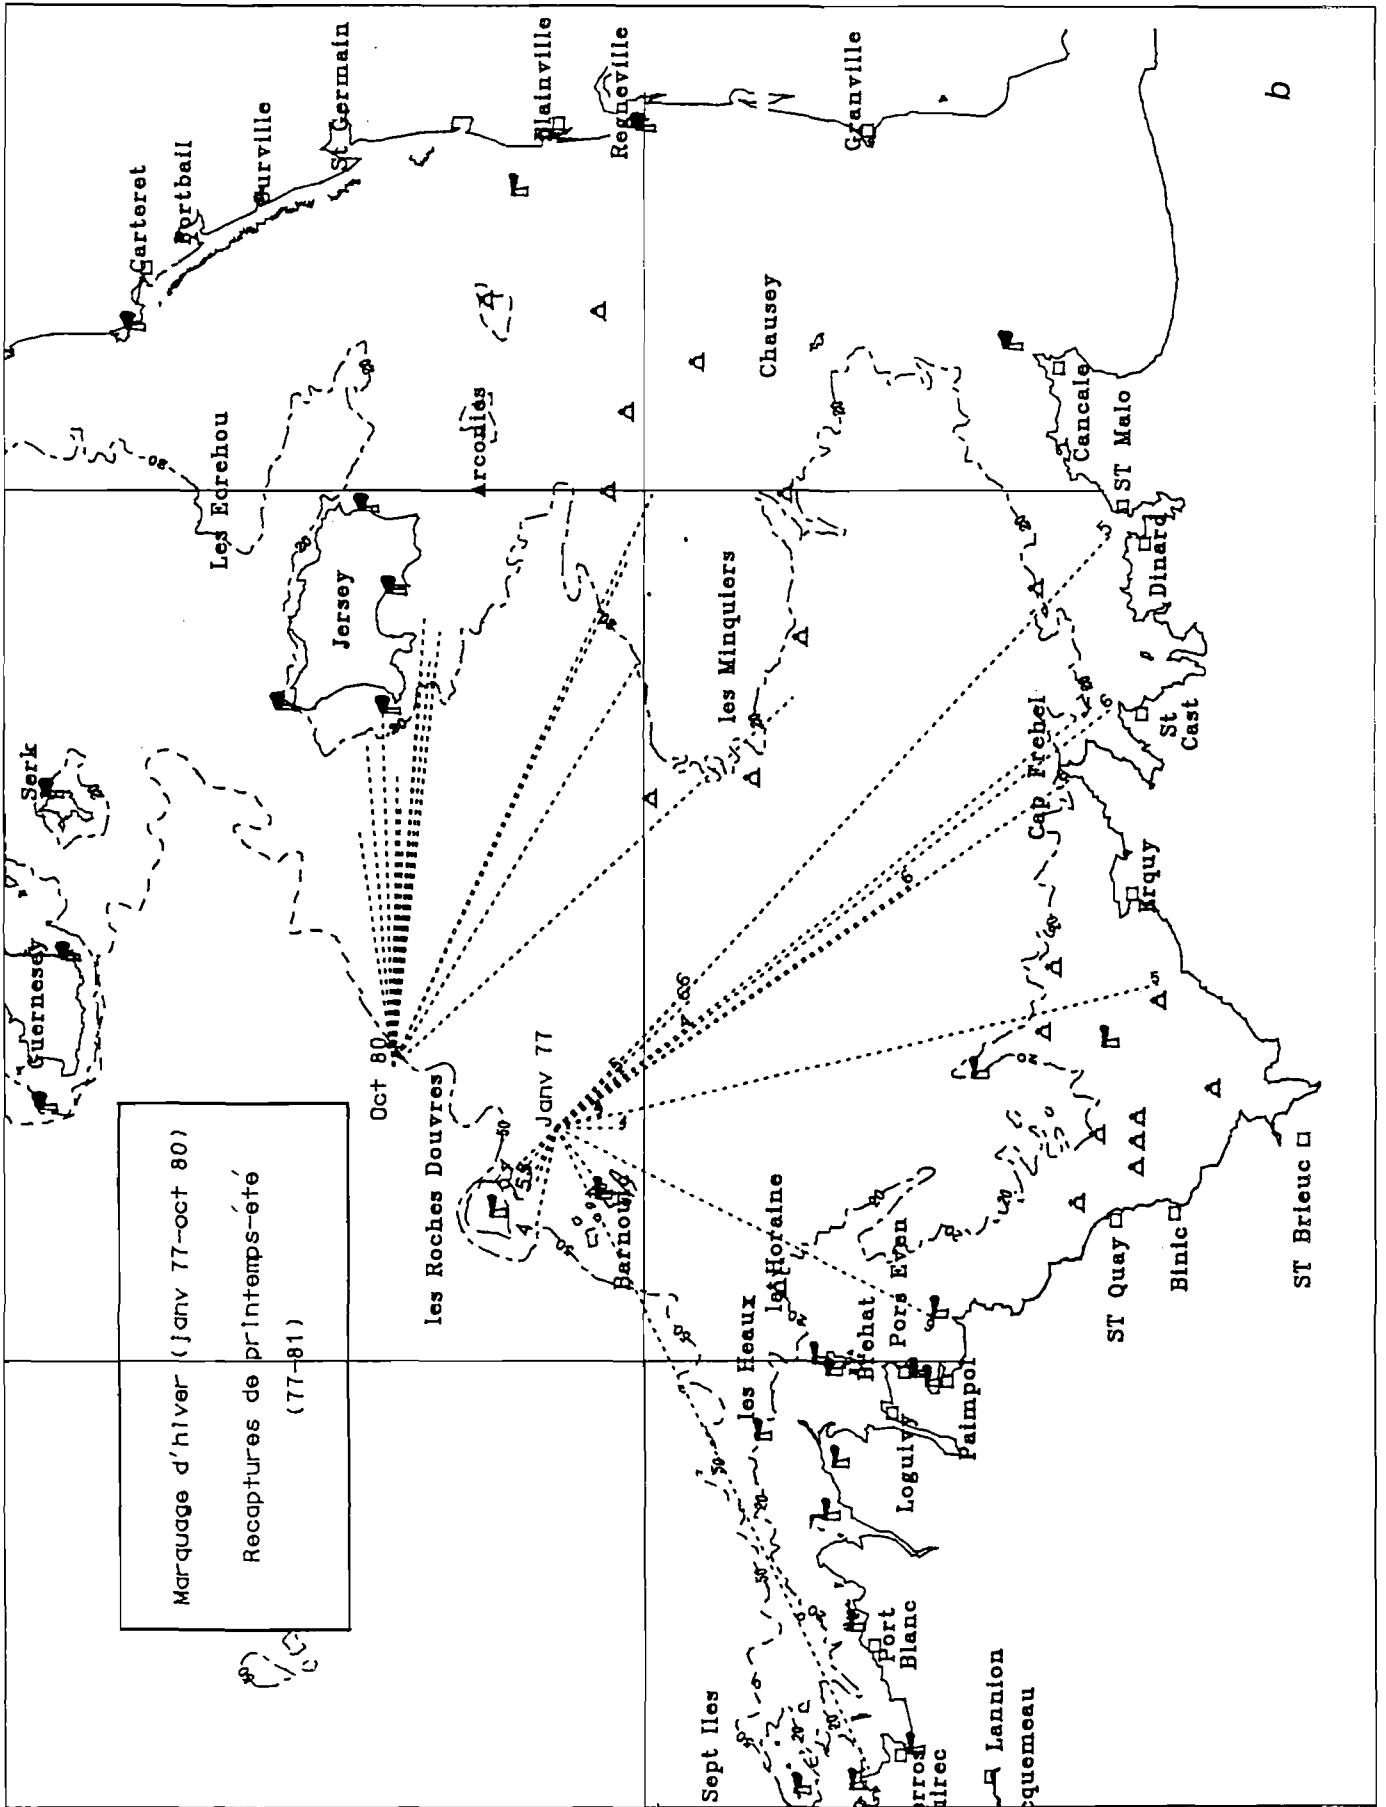 Marquage d'hiver (janv 77-oct 80)
Recaptures de printemps-été
(77-81)
b
Guernesey
Serk
Carteret
Portbail
Surville
St Germain
Blainville
Regneville
Granville
Les Ecrehou
Jersey
Arconies
Chausey
les Minquiers
Oct 80
Janv 77
les Roches Douvres
Barnouic
la Horaine
les Heaux
Brehat
Pors Even
Loguivy
Paimpol
Sept Iles
Port
Blanc
Lannion
cquemeau
ST Quay
Binic
ST Brieuc
Erquy
Cap Frehel
St
Cast
Dinard
ST Malo
Cancale